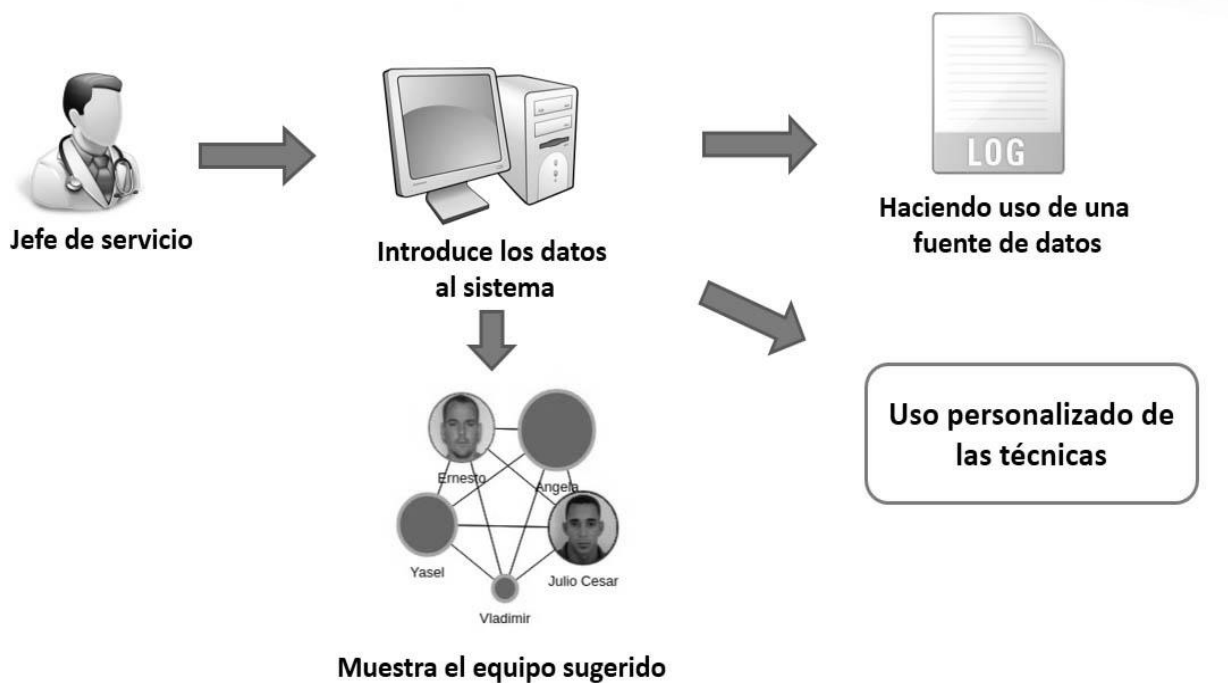 LOG
Jefe de servicio
Introduce los datos
al sistema
Haciendo uso de una
fuente de datos
Uso personalizado de
las técnicas
Ernesto
Angela
Yasel
Julio Cesar
Vladimir
Muestra el equipo sugerido